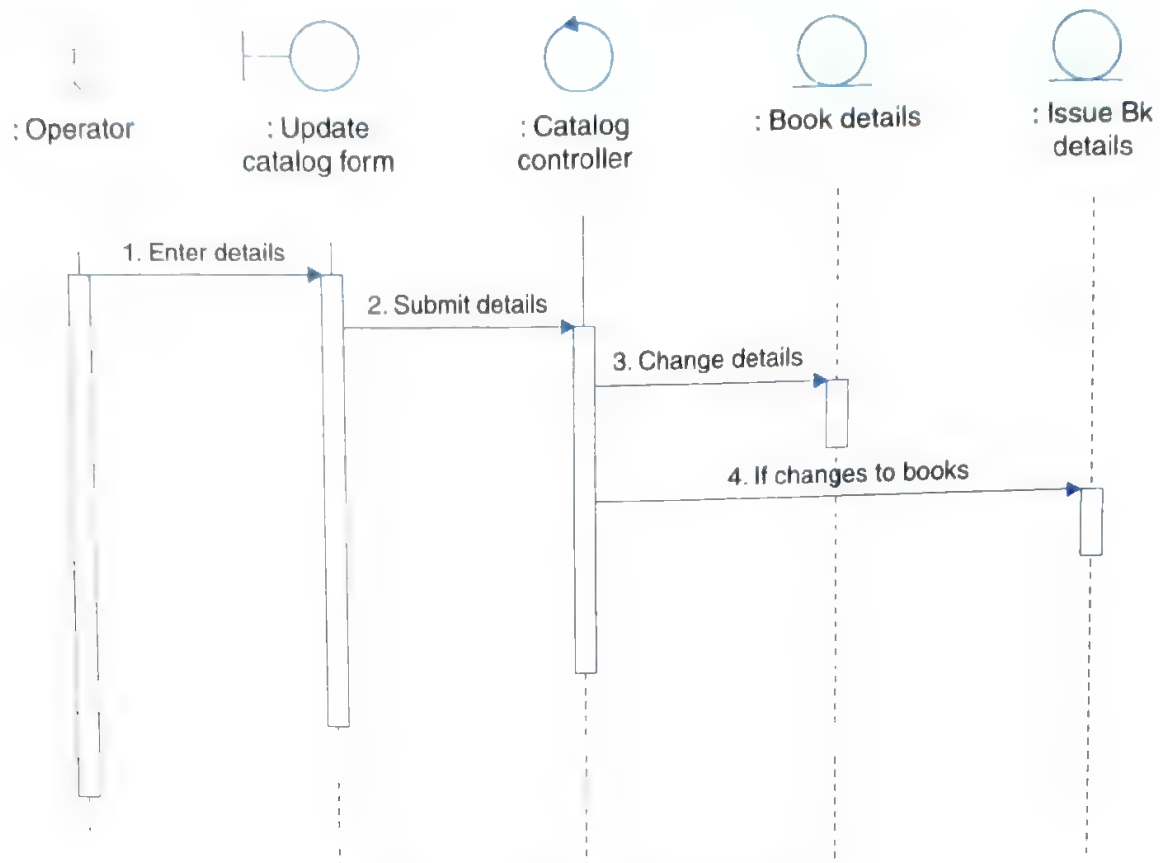 : Operator
: Update
catalog form
: Catalog
controller
: Book details
: Issue Bk
details
1. Enter details
2. Submit details
3. Change details
4. If changes to books